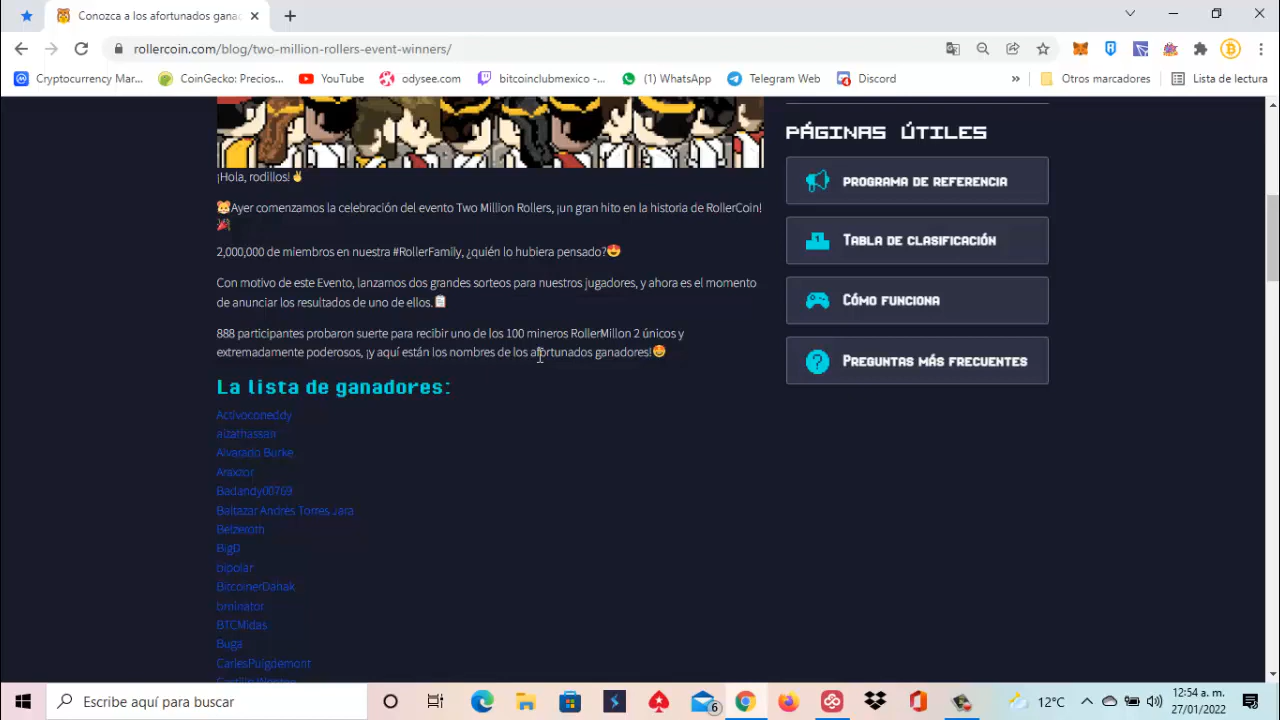 Conozca a los afortunados gana
rollercoin.com/blog/two-million-rollers-event-winners/
Cryptocurrency Mar...
CoinGecko: Precios...
YouTube
odysee.com
bitcoinclubmexico - ...
(1) WhatsApp
Telegram Web
Discord
»
Otros marcadores
Lista de lectura
¡Hola, rodillos!✌
🐹Ayer comenzamos la celebración del evento Two Million Rollers, ¡un gran hito en la historia de RollerCoin!
🎉
2,000,000 de miembros en nuestra #RollerFamily, ¿quién lo hubiera pensado?😍
Con motivo de este Evento, lanzamos dos grandes sorteos para nuestros jugadores, y ahora es el momento
de anunciar los resultados de uno de ellos.📋
888 participantes probaron suerte para recibir uno de los 100 mineros RollerMillon 2 únicos y
extremadamente poderosos, ¡y aquí están los nombres de los afortunados ganadores!🤩
La lista de ganadores:
Activoconeddy
aizathassan
Alvarado Burke
Araxzor
Badandy00769
Baltazar Andres Torres Jara
Belzeroth
BigD
bipolar
BitcoinerDanak
brninator
BTCMidas
Buga
CarlesPuigdemont
PÁGINAS ÚTILES
PROGRAMA DE REFERENCIA
TABLA DE CLASIFICACIÓN
CÓMO FUNCIONA
PREGUNTAS MÁS FRECUENTES
Escribe aquí para buscar
6
12°C
12:54 a. m.
27/01/2022